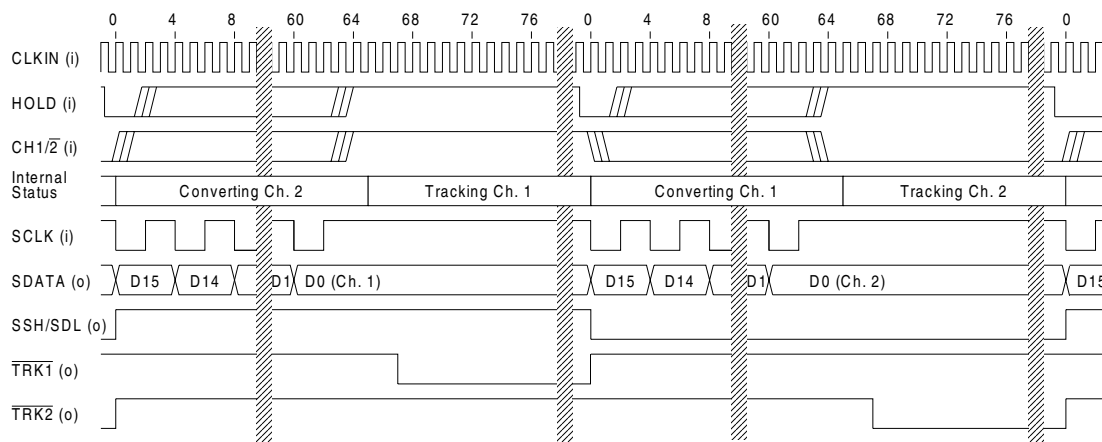 0 4 8 60 64 68 72 76 0 4 8 60 64 68 72 76 0
CLKIN (i)
HOLD (i)
CH1/2̅ (i)
Internal
Status
Converting Ch. 2 Tracking Ch. 1 Converting Ch. 1 Tracking Ch. 2
SCLK (i)
SDATA (o) D15 D14 D1 D0 (Ch. 1) D15 D14 D1 D0 (Ch. 2) D15
SSH/SDL (o)
T̅R̅K̅1̅ (o)
T̅R̅K̅2̅ (o)